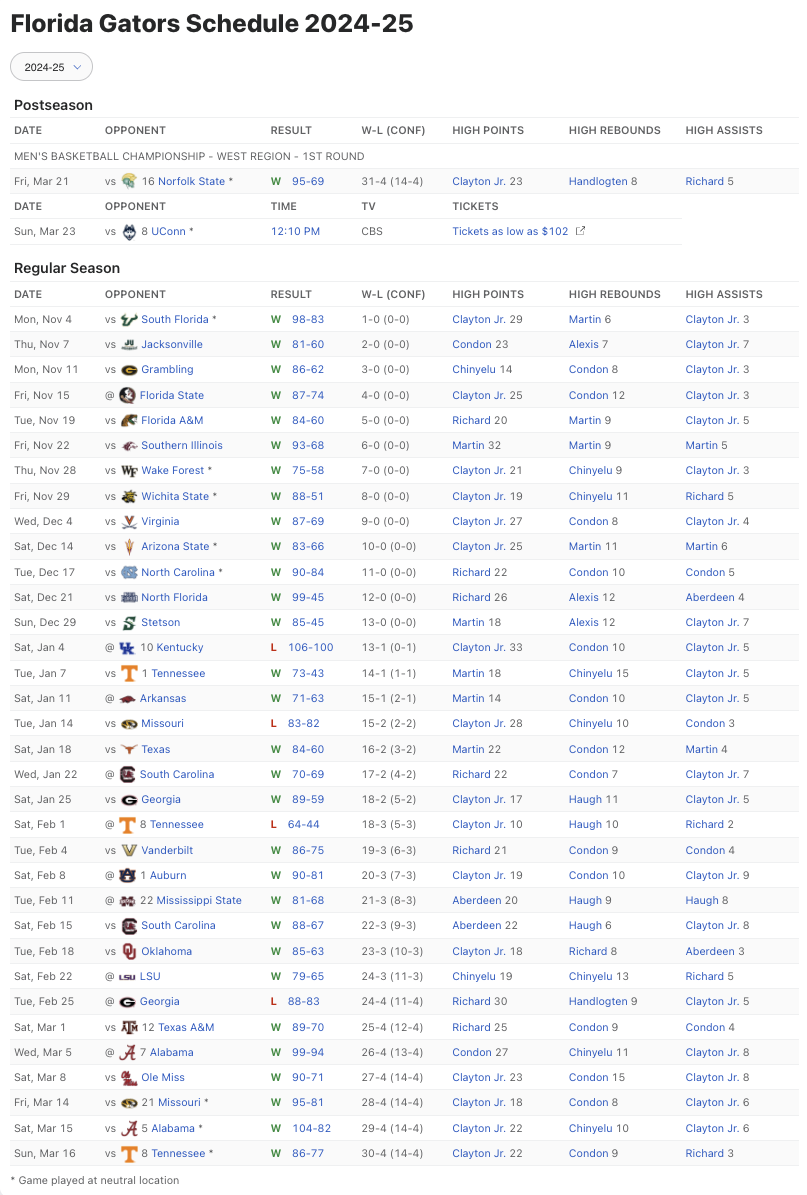 Florida Gators Schedule 2024-25
2024-25
Postseason
DATE OPPONENT RESULT W-L (CONF) HIGH POINTS HIGH REBOUNDS HIGH ASSISTS
MEN'S BASKETBALL CHAMPIONSHIP - WEST REGION - 1ST ROUND
Fri, Mar 21 vs 16 Norfolk State * W 95-69 31-4 (14-4) Clayton Jr. 23 Handlogten 8 Richard 5
DATE OPPONENT TIME TV TICKETS
Sun, Mar 23 vs 8 UConn * 12:10 PM CBS Tickets as low as $102
Regular Season
DATE OPPONENT RESULT W-L (CONF) HIGH POINTS HIGH REBOUNDS HIGH ASSISTS
Mon, Nov 4 vs South Florida * W 98-83 1-0 (0-0) Clayton Jr. 29 Martin 6 Clayton Jr. 3
Thu, Nov 7 vs JU Jacksonville W 81-60 2-0 (0-0) Condon 23 Alexis 7 Clayton Jr. 7
Mon, Nov 11 vs G Grambling W 86-62 3-0 (0-0) Chinyelu 14 Condon 8 Clayton Jr. 3
Fri, Nov 15 @ Florida State W 87-74 4-0 (0-0) Clayton Jr. 25 Condon 12 Clayton Jr. 3
Tue, Nov 19 vs Florida A&M W 84-60 5-0 (0-0) Richard 20 Martin 9 Clayton Jr. 5
Fri, Nov 22 vs Southern Illinois W 93-68 6-0 (0-0) Martin 32 Martin 9 Martin 5
Thu, Nov 28 vs WF Wake Forest * W 75-58 7-0 (0-0) Clayton Jr. 21 Chinyelu 9 Clayton Jr. 3
Fri, Nov 29 vs Wichita State * W 88-51 8-0 (0-0) Clayton Jr. 19 Chinyelu 11 Richard 5
Wed, Dec 4 vs V Virginia W 87-69 9-0 (0-0) Clayton Jr. 27 Condon 8 Clayton Jr. 4
Sat, Dec 14 vs Arizona State * W 83-66 10-0 (0-0) Clayton Jr. 25 Martin 11 Martin 6
Tue, Dec 17 vs NC North Carolina * W 90-84 11-0 (0-0) Richard 22 Condon 10 Condon 5
Sat, Dec 21 vs North Florida W 99-45 12-0 (0-0) Richard 26 Alexis 12 Aberdeen 4
Sun, Dec 29 vs S Stetson W 85-45 13-0 (0-0) Martin 18 Alexis 12 Clayton Jr. 7
Sat, Jan 4 @ UK 10 Kentucky L 106-100 13-1 (0-1) Clayton Jr. 33 Condon 10 Clayton Jr. 5
Tue, Jan 7 vs T 1 Tennessee W 73-43 14-1 (1-1) Martin 18 Chinyelu 15 Clayton Jr. 5
Sat, Jan 11 @ Arkansas W 71-63 15-1 (2-1) Martin 14 Condon 10 Clayton Jr. 5
Tue, Jan 14 vs Missouri L 83-82 15-2 (2-2) Clayton Jr. 28 Chinyelu 10 Condon 3
Sat, Jan 18 vs Texas W 84-60 16-2 (3-2) Martin 22 Condon 12 Martin 4
Wed, Jan 22 @ C South Carolina W 70-69 17-2 (4-2) Richard 22 Condon 7 Clayton Jr. 7
Sat, Jan 25 vs G Georgia W 89-59 18-2 (5-2) Clayton Jr. 17 Haugh 11 Clayton Jr. 5
Sat, Feb 1 @ T 8 Tennessee L 64-44 18-3 (5-3) Clayton Jr. 10 Haugh 10 Richard 2
Tue, Feb 4 vs V Vanderbilt W 86-75 19-3 (6-3) Richard 21 Condon 9 Condon 4
Sat, Feb 8 @ AU 1 Auburn W 90-81 20-3 (7-3) Clayton Jr. 19 Condon 10 Clayton Jr. 9
Tue, Feb 11 @ 22 Mississippi State W 81-68 21-3 (8-3) Aberdeen 20 Haugh 9 Haugh 8
Sat, Feb 15 vs C South Carolina W 88-67 22-3 (9-3) Aberdeen 22 Haugh 6 Clayton Jr. 8
Tue, Feb 18 vs OU Oklahoma W 85-63 23-3 (10-3) Clayton Jr. 18 Richard 8 Aberdeen 3
Sat, Feb 22 @ LSU LSU W 79-65 24-3 (11-3) Chinyelu 19 Chinyelu 13 Richard 5
Tue, Feb 25 @ G Georgia L 88-83 24-4 (11-4) Richard 30 Handlogten 9 Clayton Jr. 5
Sat, Mar 1 vs ATM 12 Texas A&M W 89-70 25-4 (12-4) Richard 25 Condon 9 Condon 4
Wed, Mar 5 @ A 7 Alabama W 99-94 26-4 (13-4) Condon 27 Chinyelu 11 Clayton Jr. 8
Sat, Mar 8 vs Ole Miss Ole Miss W 90-71 27-4 (14-4) Clayton Jr. 23 Condon 15 Clayton Jr. 8
Fri, Mar 14 vs 21 Missouri * W 95-81 28-4 (14-4) Clayton Jr. 18 Condon 8 Clayton Jr. 6
Sat, Mar 15 vs A 5 Alabama * W 104-82 29-4 (14-4) Clayton Jr. 22 Chinyelu 10 Clayton Jr. 6
Sun, Mar 16 vs T 8 Tennessee * W 86-77 30-4 (14-4) Clayton Jr. 22 Condon 9 Richard 3
* Game played at neutral location